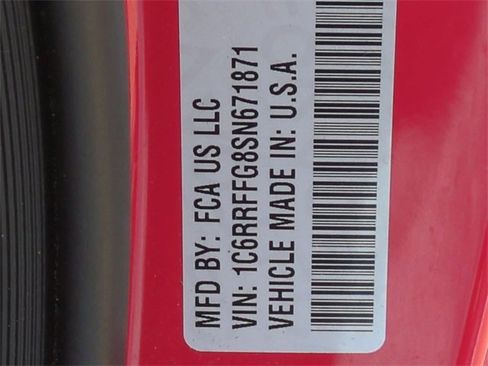 MFD BY: FCA US LLC
VIN: 1C6RRFFG8SN671871
VEHICLE MADE IN: U.S.A.